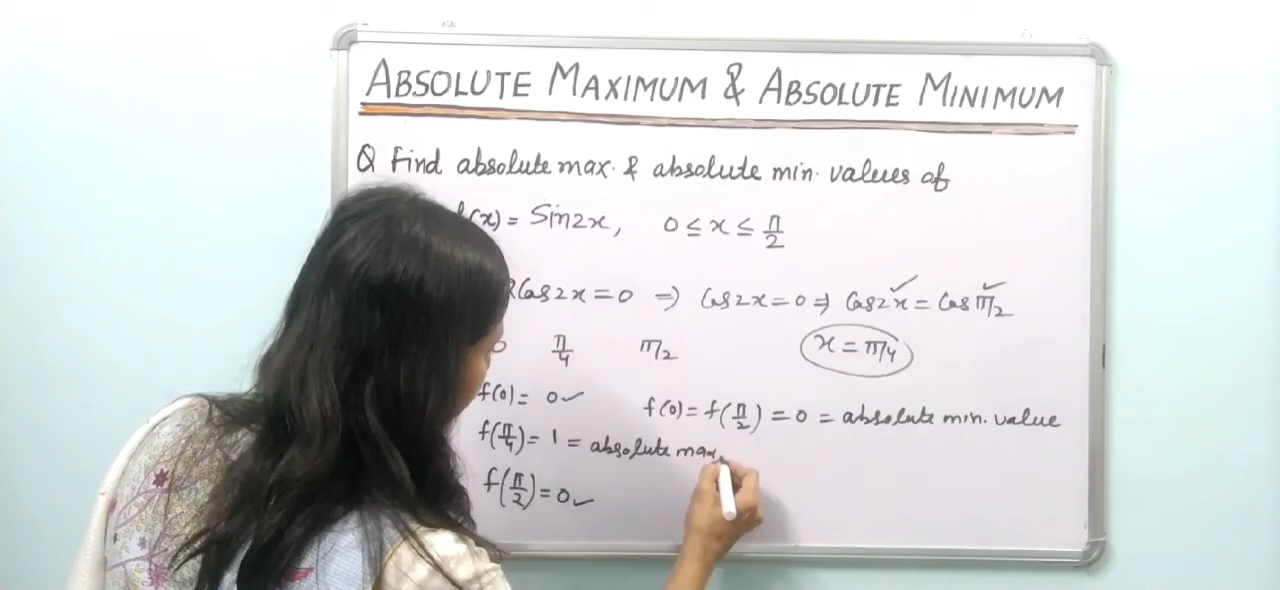 ABSOLUTE MAXIMUM & ABSOLUTE MINIMUM
Q Find absolute max. & absolute min. values of
(x) = Sin2x, 0 ≤ x ≤ π/2
Cos2x = 0 ⇒ Cos2x = 0 ⇒ Cos2x = Cos π/2
π/4 π/2 x = π/4
f(0) = 0 ✓ f(0) = f(π/2) = 0 = absolute min. value
f(π/4) = 1 = absolute max
f(π/2) = 0 ✓